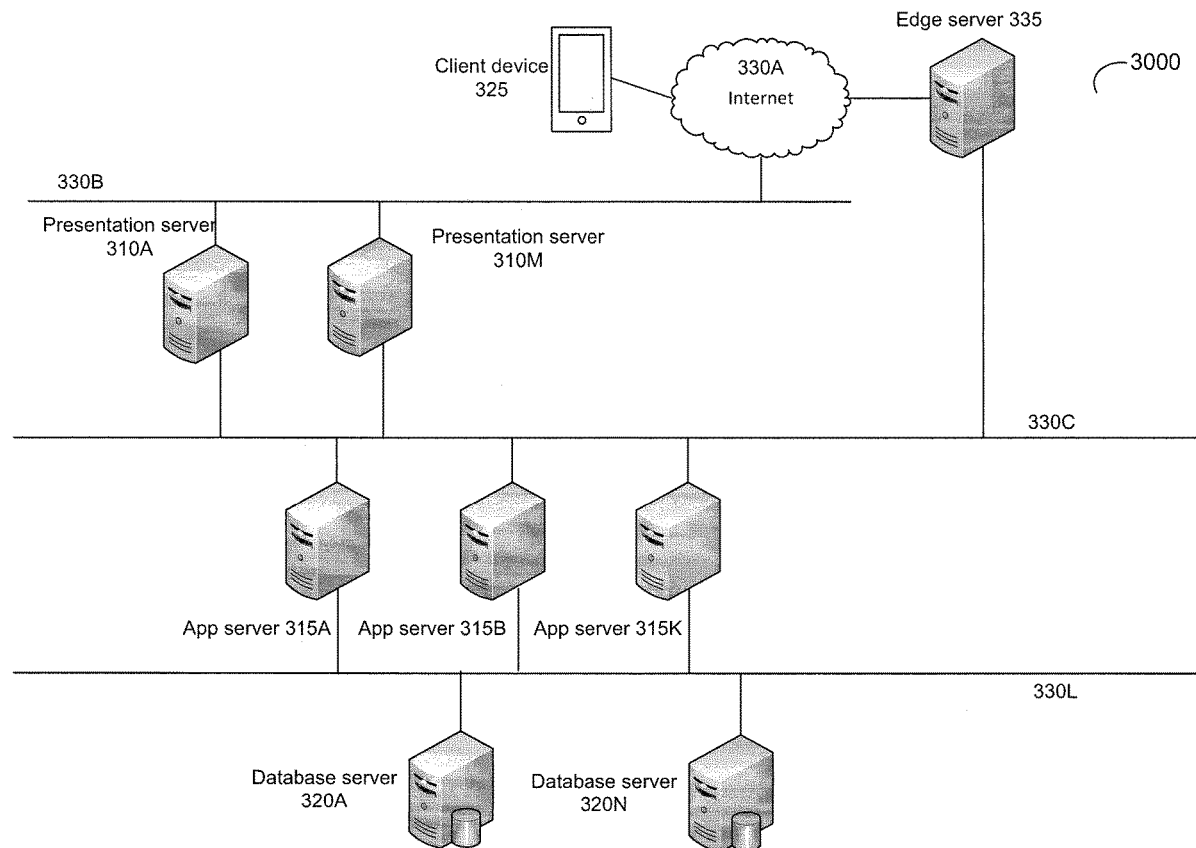 Edge server 335
Client device
325
330A
Internet
3000
330B
Presentation server
310A
Presentation server
310M
330C
App server 315A
App server 315B
App server 315K
330L
Database server
320A
Database server
320N